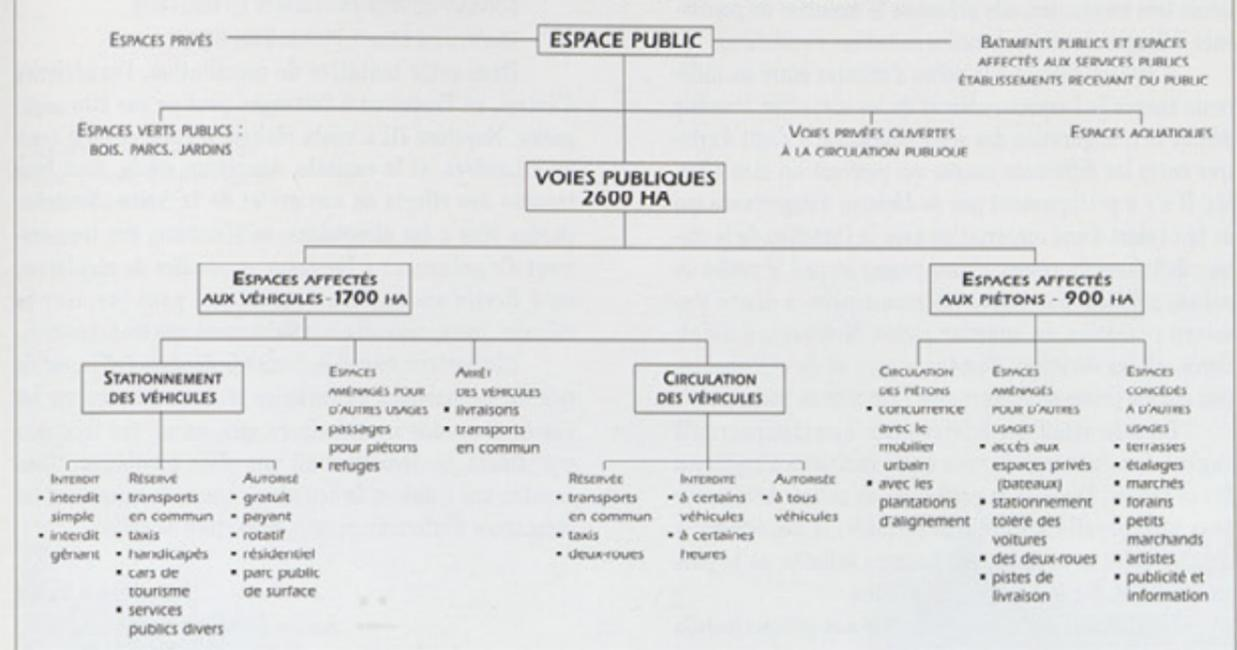 ESPACES PRIVÉS
ESPACE PUBLIC
BATIMENTS PUBLICS ET ESPACES
AFFECTÉS AUX SERVICES PUBLICS
ÉTABLISSEMENTS RECEVANT DU PUBLIC
ESPACES VERTS PUBLICS :
BOIS, PARCS, JARDINS
VOIES PRIVÉES OUVERTES
À LA CIRCULATION PUBLIQUE
ESPACES AQUATIQUES
VOIES PUBLIQUES
2600 HA
ESPACES AFFECTÉS
AUX VÉHICULES -1700 HA
ESPACES AFFECTÉS
AUX PIÉTONS - 900 HA
STATIONNEMENT
DES VÉHICULES
ESPACES
AMÉNAGÉS POUR
D'AUTRES USAGES
▪ passages
pour piétons
▪ refuges
ARRÊT
DES VÉHICULES
▪ livraisons
▪ transports
en commun
CIRCULATION
DES VÉHICULES
CIRCULATION
DES PIÉTONS
▪ concurrence
avec le
mobilier
urbain
▪ avec les
plantations
d'alignement
ESPACES
AMÉNAGÉS
POUR D'AUTRES
USAGES
▪ accès aux
espaces privés
(bateaux)
▪ stationnement
toléré des
voitures
▪ des deux-roues
▪ pistes de
livraison
ESPACES
CONCÉDÉS
À D'AUTRES
USAGES
▪ terrasses
▪ étalages
▪ marchés
▪ forains
▪ petits
marchands
▪ artistes
▪ publicité et
information
INTERDIT
▪ interdit
simple
▪ interdit
gênant
RÉSERVÉ
▪ transports
en commun
▪ taxis
▪ handicapés
▪ cars de
tourisme
▪ services
publics divers
AUTORISÉ
▪ gratuit
▪ payant
▪ rotatif
▪ résidentiel
▪ parc public
de surface
RÉSERVÉE
▪ transports
en commun
▪ taxis
▪ deux-roues
INTERDITE
▪ à certains
véhicules
▪ à certaines
heures
AUTORISÉE
▪ à tous
véhicules